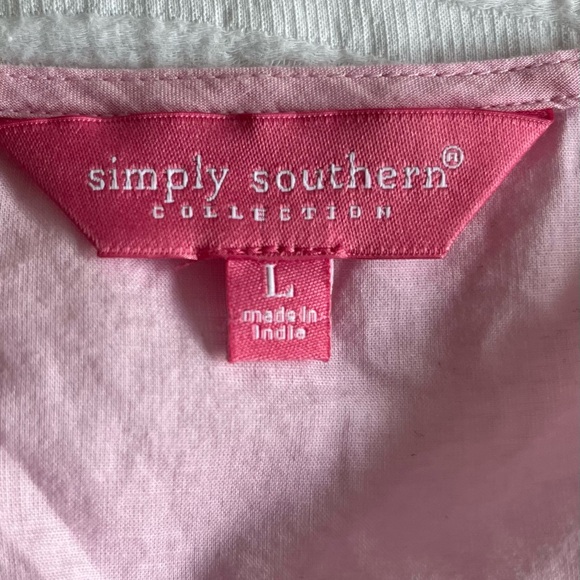 simply southern®
COLLECTION
L
made in
India